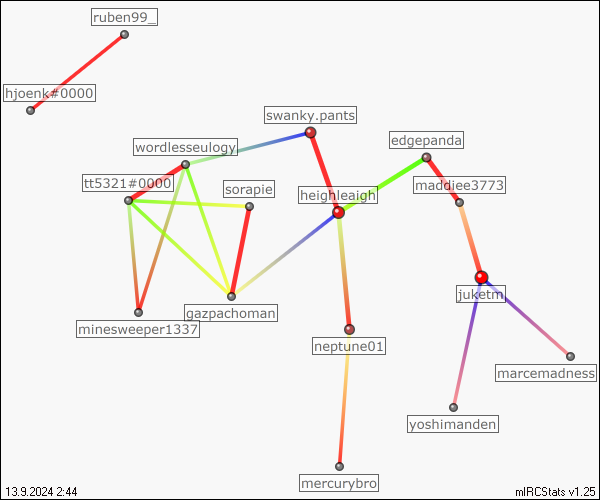 ruben99_
hjoenk#0000
swanky.pants
wordlesseulogy
edgepanda
tt5321#0000
sorapie
heighleaigh
maddiee3773
gazpachoman
juketm
minesweeper1337
neptune01
marcemadness
yoshimanden
mercurybro
13.9.2024 2:44
mIRCStats v1.25